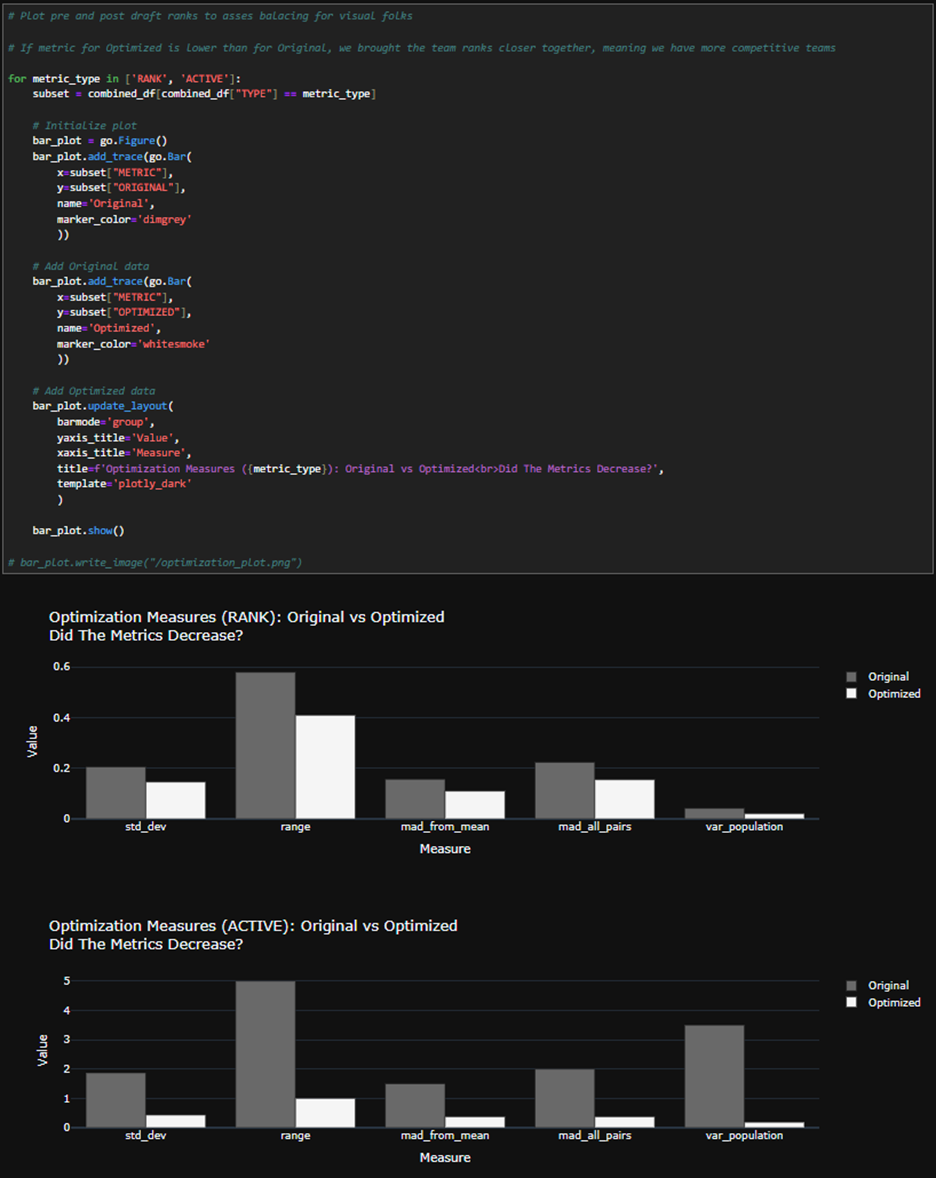 # Plot pre and post draft ranks to asses balacing for visual folks
# If metric for Optimized is lower than for Original, we brought the team ranks closer together, meaning we have more competitive teams
for metric_type in ['RANK', 'ACTIVE']:
    subset = combined_df[combined_df["TYPE"] == metric_type]
    # Initialize plot
    bar_plot = go.Figure()
    bar_plot.add_trace(go.Bar(
        x=subset["METRIC"],
        y=subset["ORIGINAL"],
        name='Original',
        marker_color='dimgrey'
        ))
    # Add Original data
    bar_plot.add_trace(go.Bar(
        x=subset["METRIC"],
        y=subset["OPTIMIZED"],
        name='Optimized',
        marker_color='whitesmoke'
        ))
    # Add Optimized data
    bar_plot.update_layout(
        barmode='group',
        yaxis_title='Value',
        xaxis_title='Measure',
        title=f'Optimization Measures ({metric_type}): Original vs Optimized<br>Did The Metrics Decrease?',
        template='plotly_dark'
        )
    bar_plot.show()
# bar_plot.write_image("/optimization_plot.png")
Optimization Measures (RANK): Original vs Optimized
Did The Metrics Decrease?
0.6
0.4
0.2
0
Value
std_dev range mad_from_mean mad_all_pairs var_population
Measure
Original
Optimized
Optimization Measures (ACTIVE): Original vs Optimized
Did The Metrics Decrease?
5
4
3
2
1
0
Value
std_dev range mad_from_mean mad_all_pairs var_population
Measure
Original
Optimized